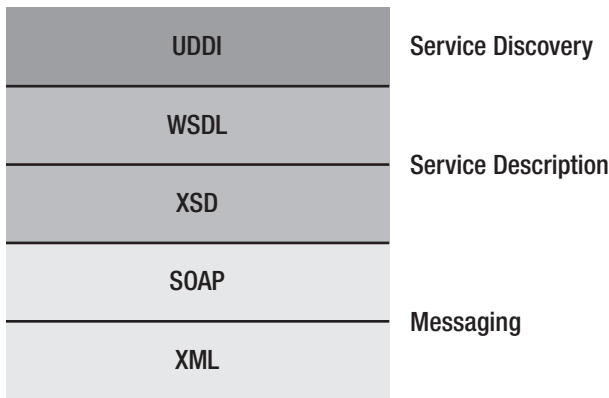 UDDI
Service Discovery
WSDL
Service Description
XSD
SOAP
Messaging
XML